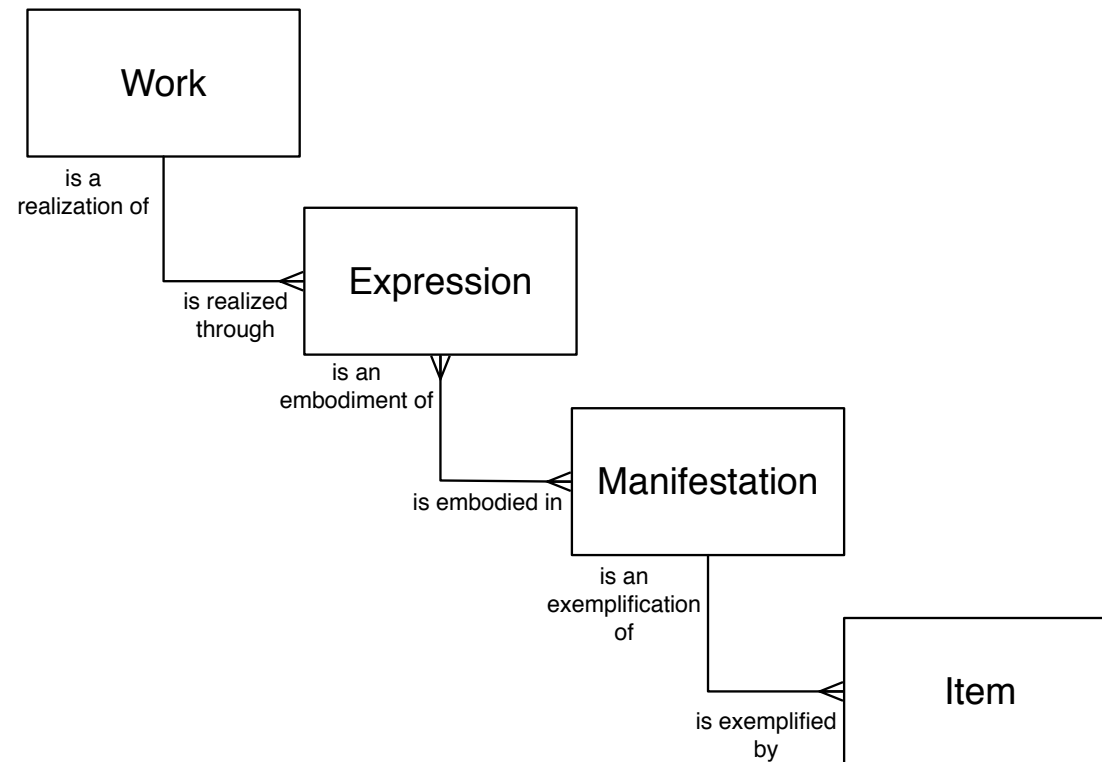 Work
is a
realization of
Expression
is realized
through
is an
embodiment of
Manifestation
is embodied in
is an
exemplification
of
Item
is exemplified
by